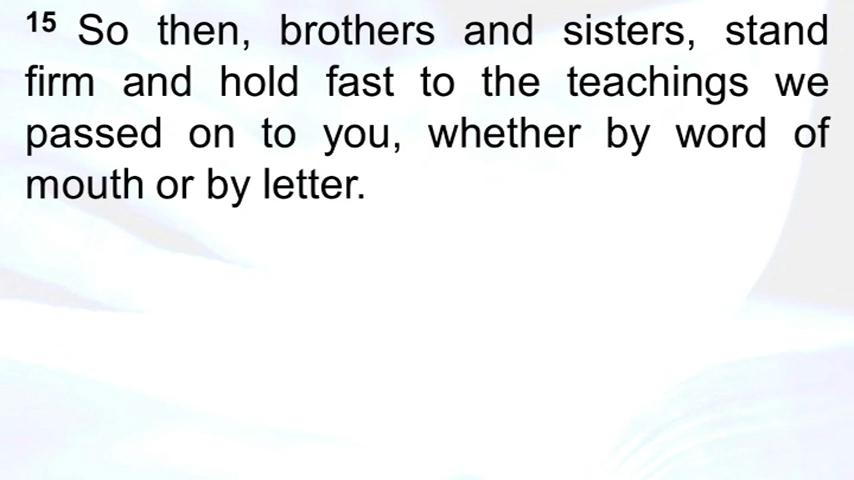 15 So then, brothers and sisters, stand
firm and hold fast to the teachings we
passed on to you, whether by word of
mouth or by letter.